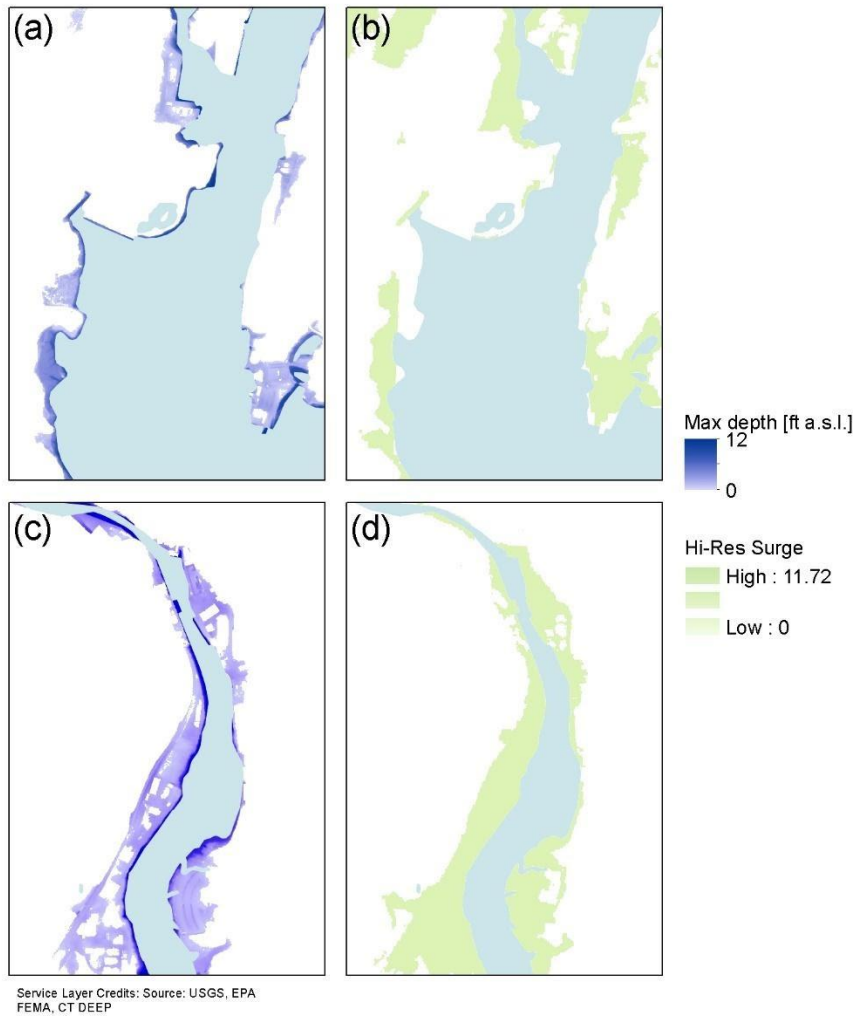 (a)
(b)
Max depth [ft a.s.l.]
12
0
(c)
(d)
Hi-Res Surge
High : 11.72
Low : 0
Service Layer Credits: Source: USGS, EPA
FEMA, CT DEEP